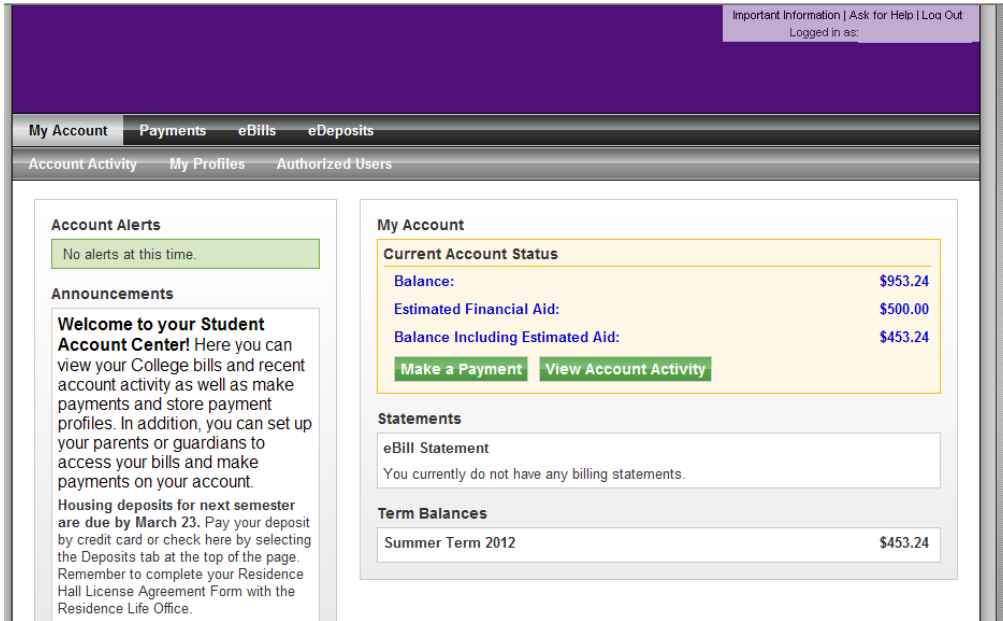 Important Information | Ask for Help | Log Out
Logged in as:
My Account Payments eBills eDeposits
Account Activity My Profiles Authorized Users
Account Alerts
No alerts at this time.
Announcements
Welcome to your Student
Account Center! Here you can
view your College bills and recent
account activity as well as make
payments and store payment
profiles. In addition, you can set up
your parents or guardians to
access your bills and make
payments on your account.
Housing deposits for next semester
are due by March 23. Pay your deposit
by credit card or check here by selecting
the Deposits tab at the top of the page.
Remember to complete your Residence
Hall License Agreement Form with the
Residence Life Office.
My Account
Current Account Status
Balance: $953.24
Estimated Financial Aid: $500.00
Balance Including Estimated Aid: $453.24
Make a Payment View Account Activity
Statements
eBill Statement
You currently do not have any billing statements.
Term Balances
Summer Term 2012 $453.24